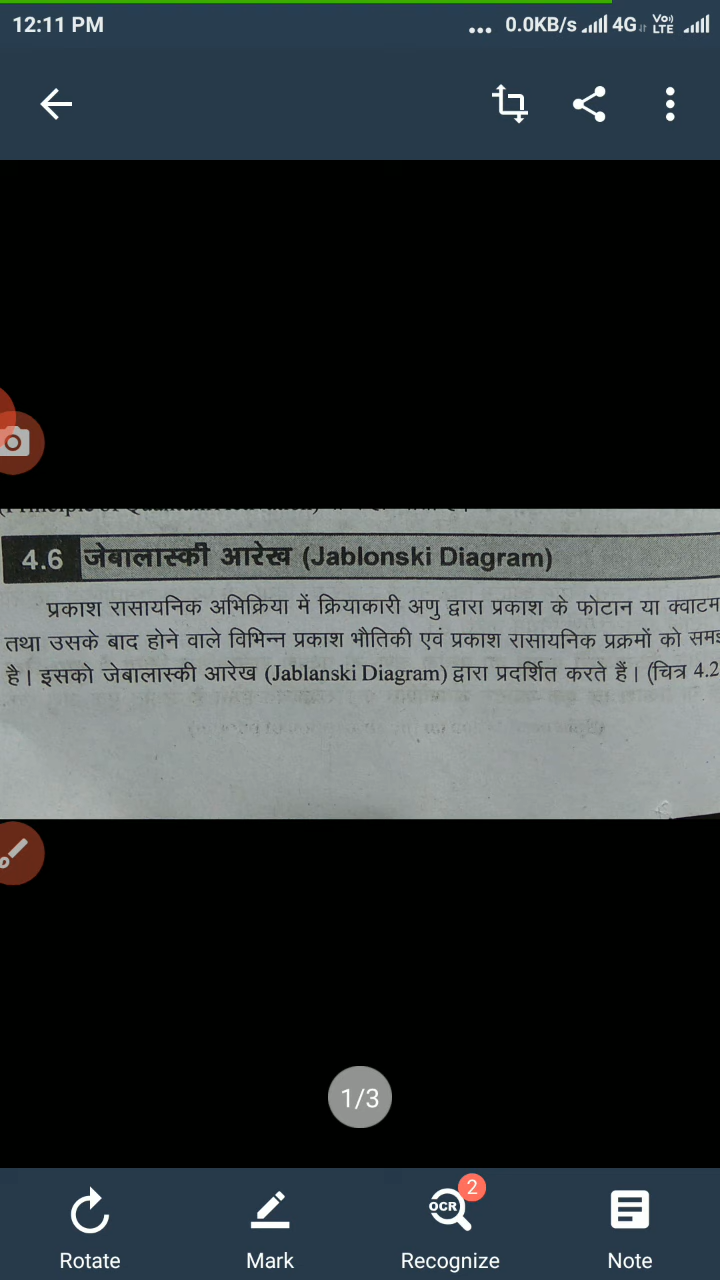 12:11 PM
... 0.0KB/s 4G Vo)) LTE
4.6 जेबालास्की आरेख (Jablonski Diagram)
प्रकाश रासायनिक अभिक्रिया में क्रियाकारी अणु द्वारा प्रकाश के फोटान या क्वाटम
तथा उसके बाद होने वाले विभिन्न प्रकाश भौतिकी एवं प्रकाश रासायनिक प्रक्रमों को
है। इसको जेबालास्की आरेख (Jablanski Diagram) द्वारा प्रदर्शित करते हैं। (चित्र 4.2
1/3
OCR 2
Rotate Mark Recognize Note